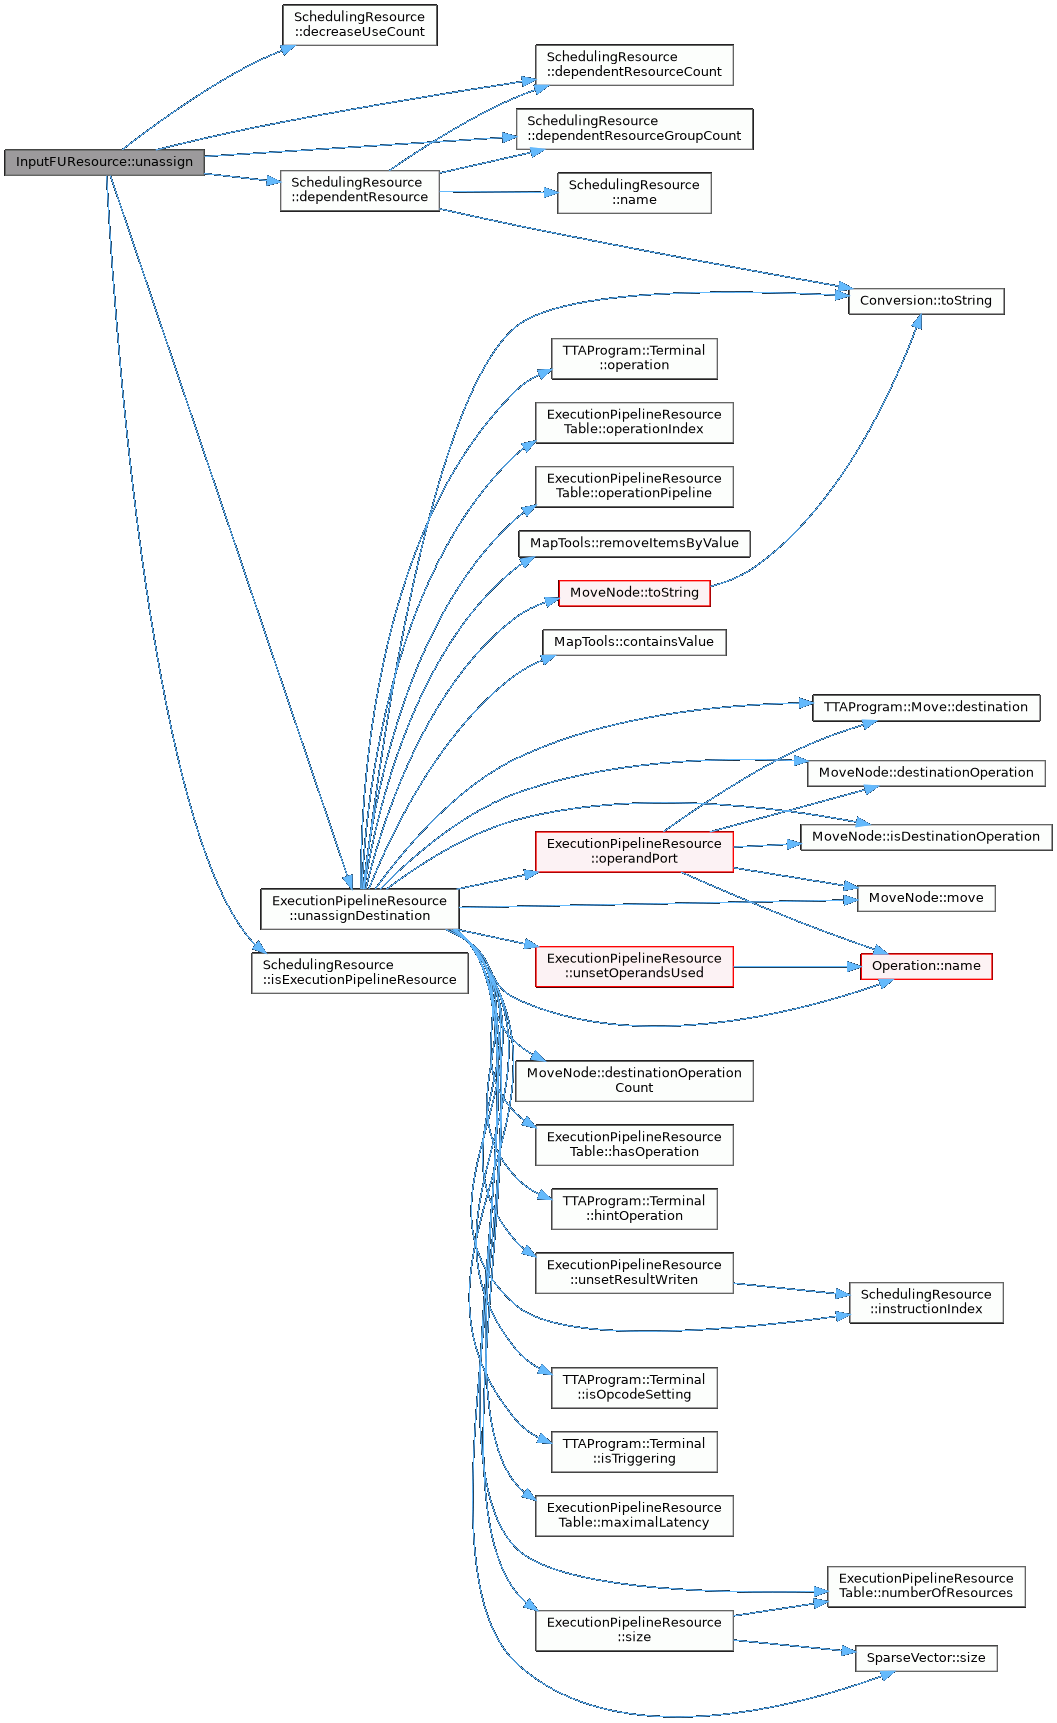 SchedulingResource
::decreaseUseCount
SchedulingResource
::dependentResourceCount
SchedulingResource
::dependentResourceGroupCount
InputFUResource::unassign
SchedulingResource
::dependentResource
SchedulingResource
::name
Conversion::toString
TTAProgram::Terminal
::operation
ExecutionPipelineResource
Table::operationIndex
ExecutionPipelineResource
Table::operationPipeline
MapTools::removeItemsByValue
MoveNode::toString
MapTools::containsValue
TTAProgram::Move::destination
MoveNode::destinationOperation
MoveNode::isDestinationOperation
ExecutionPipelineResource
::operandPort
MoveNode::move
ExecutionPipelineResource
::unassignDestination
SchedulingResource
::isExecutionPipelineResource
ExecutionPipelineResource
::unsetOperandsUsed
Operation::name
MoveNode::destinationOperation
Count
ExecutionPipelineResource
Table::hasOperation
TTAProgram::Terminal
::hintOperation
ExecutionPipelineResource
::unsetResultWriten
SchedulingResource
::instructionIndex
TTAProgram::Terminal
::isOpcodeSetting
TTAProgram::Terminal
::isTriggering
ExecutionPipelineResource
Table::maximalLatency
ExecutionPipelineResource
Table::numberOfResources
ExecutionPipelineResource
::size
SparseVector::size